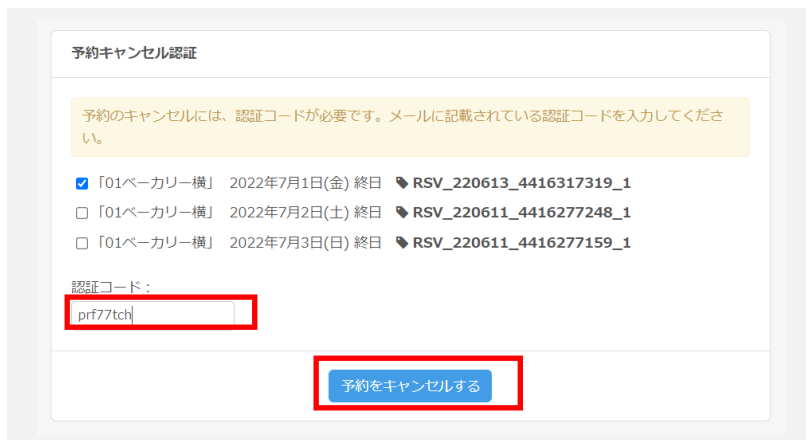 予約キャンセル認証
予約のキャンセルには、認証コードが必要です。メールに記載されている認証コードを入力してくださ
い。
「01ベーカリー横」 2022年7月1日(金) 終日 RSV_220613_4416317319_1
「01ベーカリー横」 2022年7月2日(土) 終日 RSV_220611_4416277248_1
「01ベーカリー横」 2022年7月3日(日) 終日 RSV_220611_4416277159_1
認証コード：
prf77tch
予約をキャンセルする